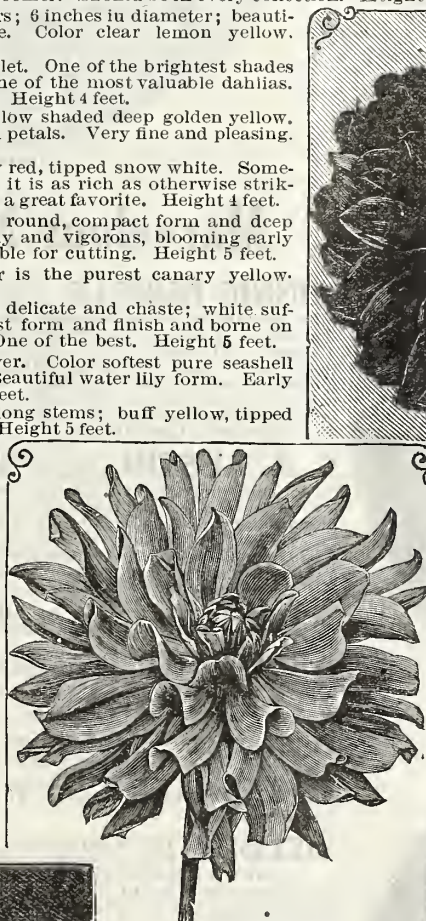 rs; 6 inches iu diameter; beauti-
e. Color clear lemon yellow.
let. One of the brightest shades
ne of the most valuable dahlias.
Height 4 feet.
low shaded deep golden yellow.
petals. Very fine and pleasing.
red, tipped snow white. Some-
it is as rich as otherwise strik-
a great favorite. Height 4 feet.
round, compact form and deep
y and vigorons, blooming early
ble for cutting. Height 5 feet.
r is the purest canary yellow.
delicate and chaste; white suf-
st form and finish and borne on
One of the best. Height 5 feet.
ver. Color softest pure seashell
Beautiful water lily form. Early
eet.
long stems; buff yellow, tipped
Height 5 feet.